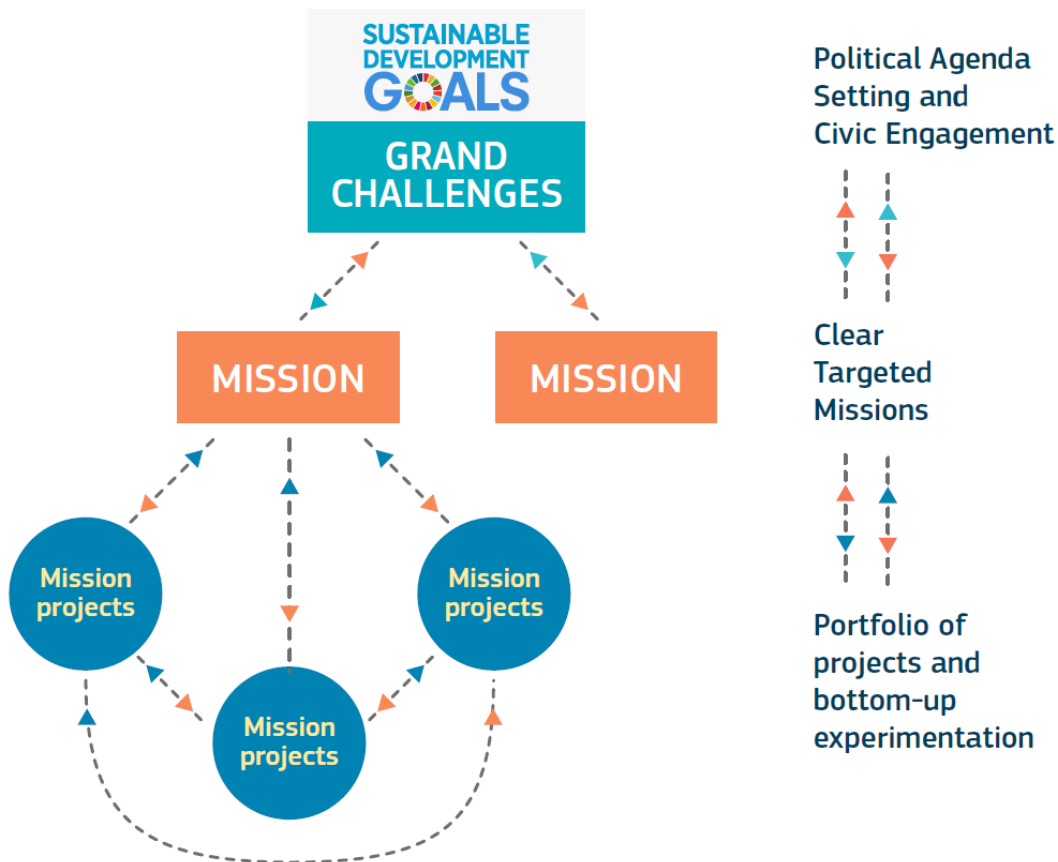 SUSTAINABLE
DEVELOPMENT
GOALS
GRAND
CHALLENGES
MISSION
MISSION
Mission
projects
Mission
projects
Mission
projects
Political Agenda
Setting and
Civic Engagement
Clear
Targeted
Missions
Portfolio of
projects and
bottom-up
experimentation